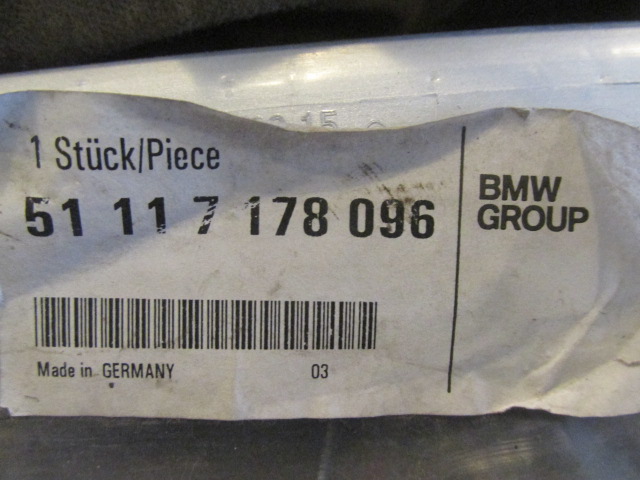 1 Stück/Piece
51 11 7 178 096
BMW
GROUP
Made in GERMANY
03